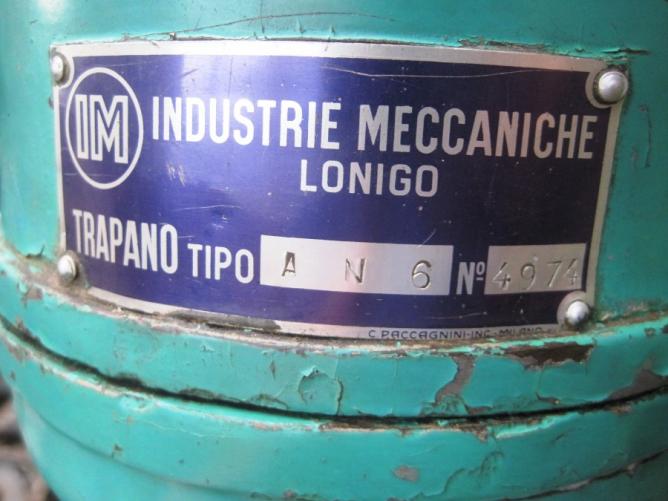 IM INDUSTRIE MECCANICHE
LONIGO
TRAPANO TIPO A N 6 Nº 4974
C. PACCAGNINI-INC-MILANO